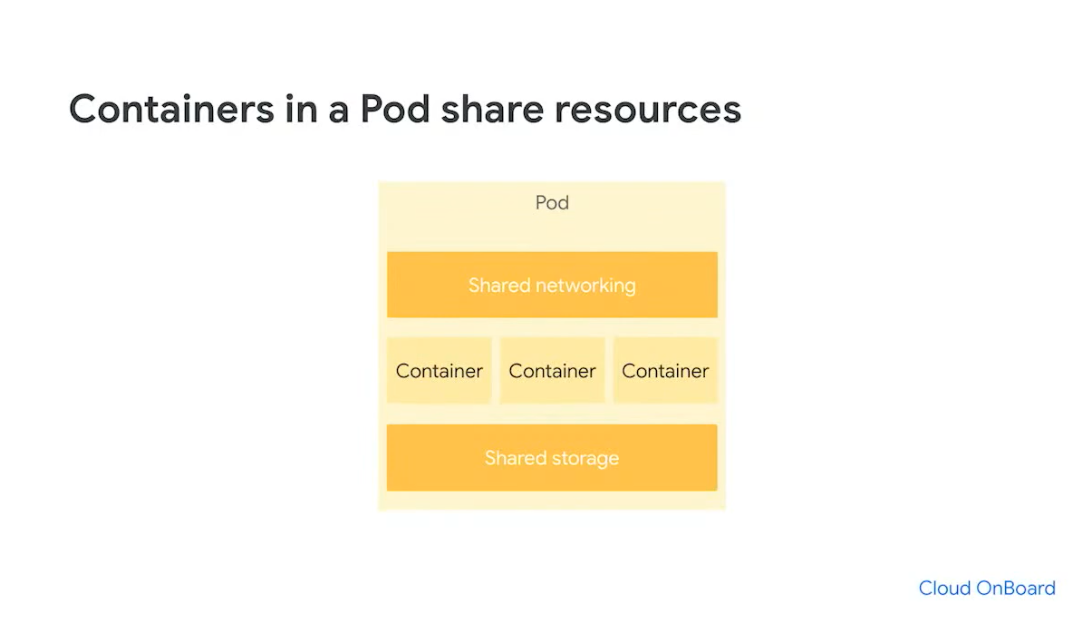 Containers in a Pod share resources
Pod
Shared networking
Container Container Container
Shared storage
Cloud OnBoard